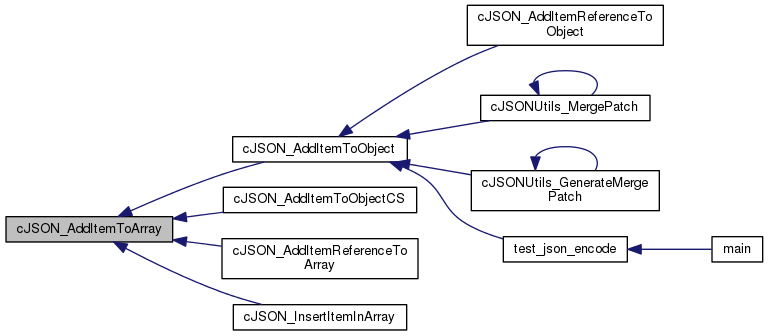 cJSON_AddItemReferenceTo
Object
cJSONUtils_MergePatch
cJSON_AddItemToObject
cJSONUtils_GenerateMerge
Patch
cJSON_AddItemToObjectCS
cJSON_AddItemToArray
cJSON_AddItemReferenceTo
Array
test_json_encode
main
cJSON_InsertItemInArray